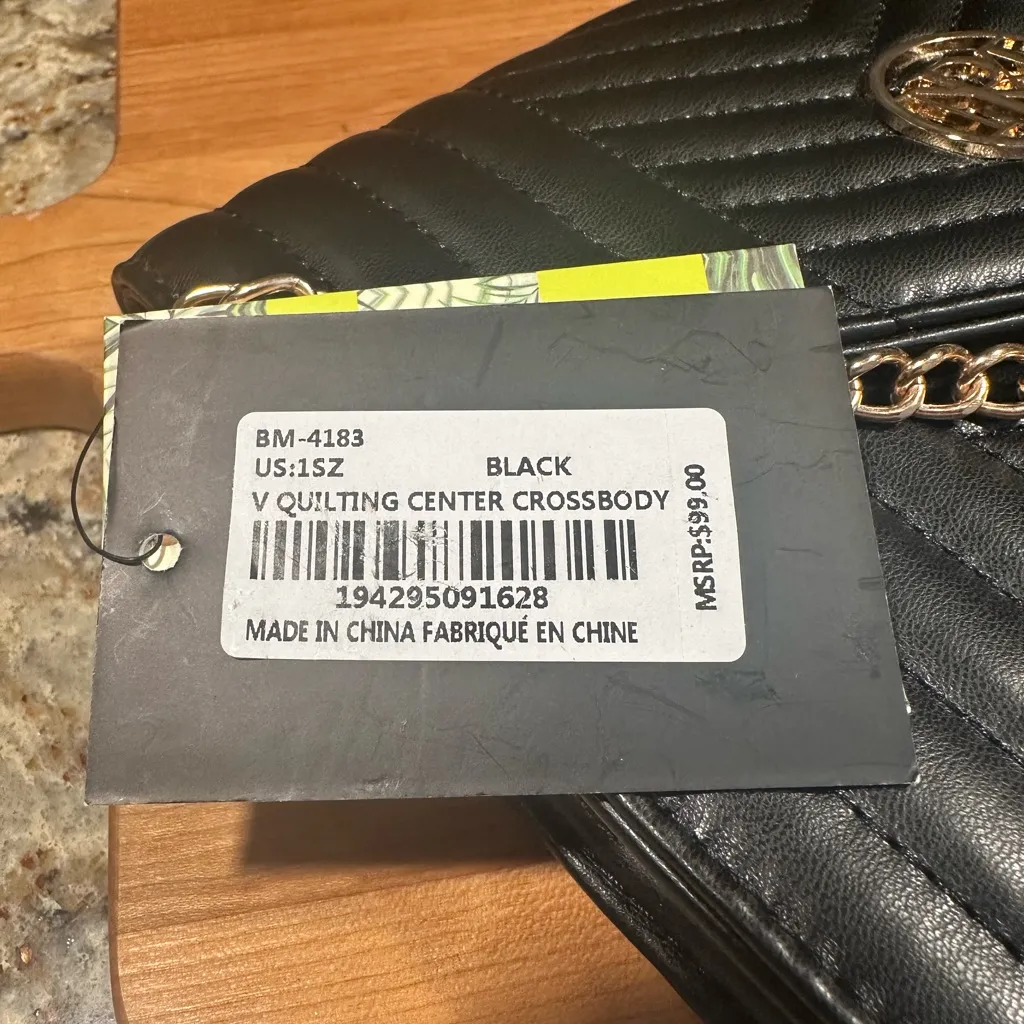 BM-4183
US:1SZ BLACK
V QUILTING CENTER CROSSBODY
194295091628
MADE IN CHINA FABRIQUÉ EN CHINE
MSRP:$99.00